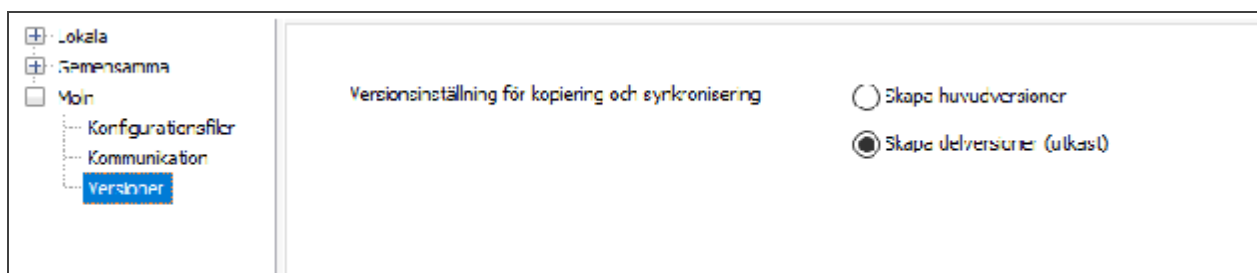 Lokala
Gemensamma
Moln
Konfigurationsfiler
Kommunikation
Versioner
Versionsinställning för kopiering och synkronisering
Skapa huvudversioner
Skapa delversioner (utkast)